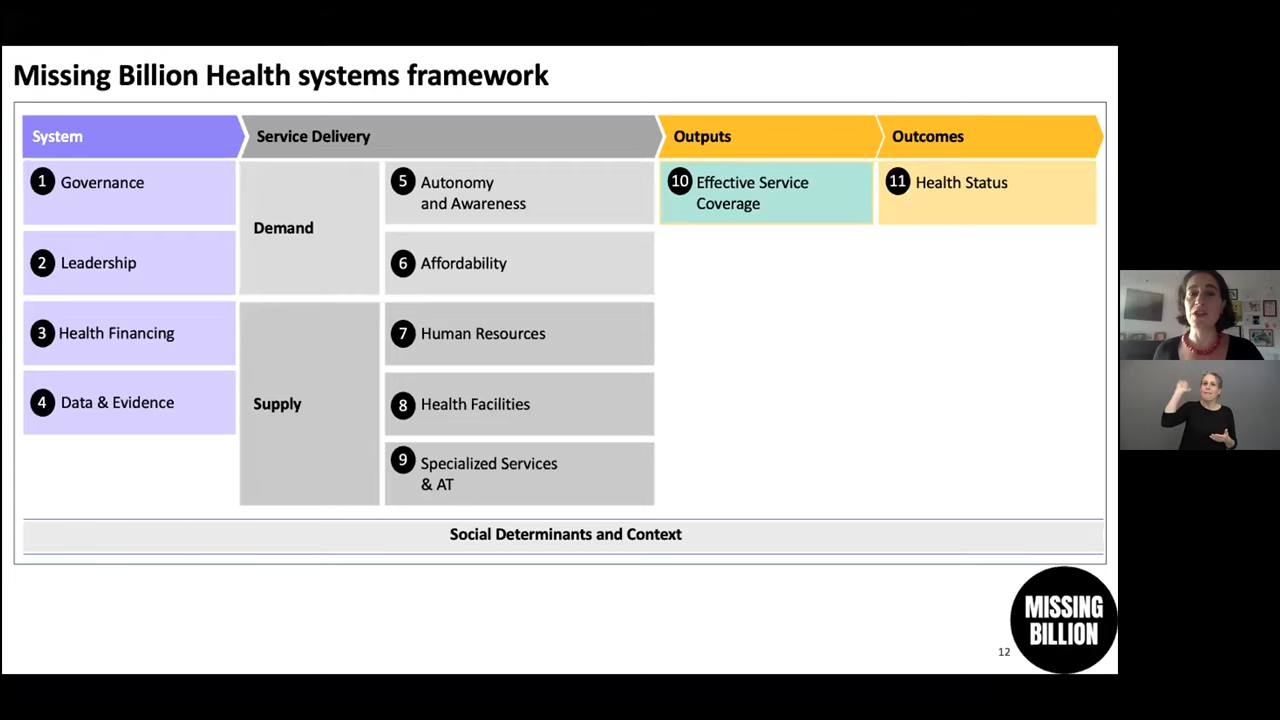 Missing Billion Health systems framework
System
Service Delivery
Outputs
Outcomes
1 Governance
2 Leadership
3 Health Financing
4 Data & Evidence
Demand
Supply
5 Autonomy
and Awareness
6 Affordability
7 Human Resources
8 Health Facilities
9 Specialized Services
& AT
10 Effective Service
Coverage
11 Health Status
Social Determinants and Context
MISSING
BILLION
12